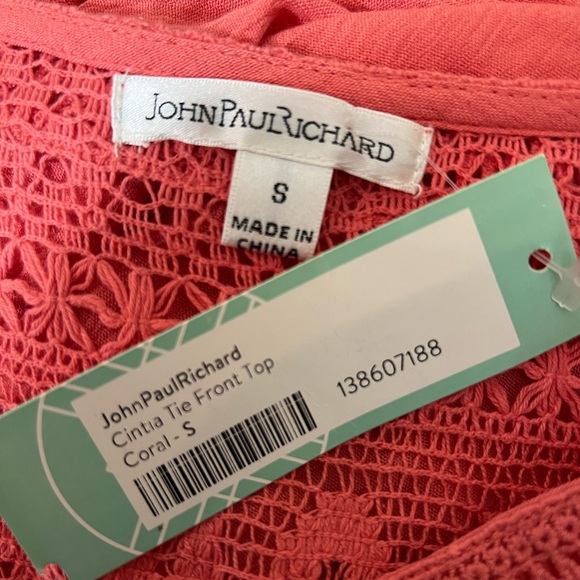 JOHNPAULRICHARD
S
MADE IN
CHINA
JohnPaulRichard
Cintia Tie Front Top
Coral - S
138607188